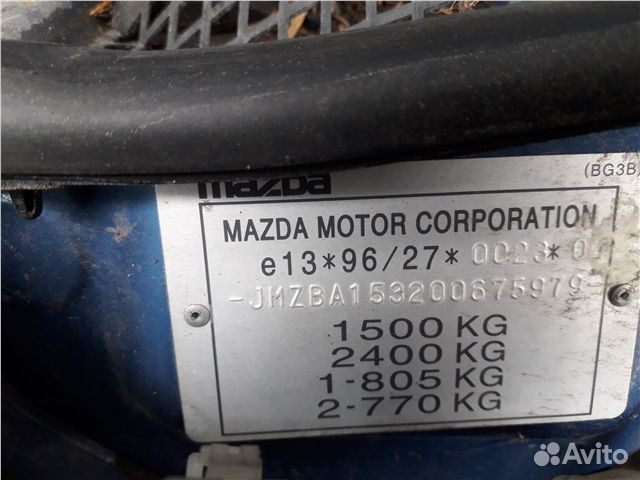 mazda
(BG3B)
MAZDA MOTOR CORPORATION
e13*96/27* 0023*0
-JMZBA153200675979-
1500 KG
2400 KG
1-805 KG
2-770 KG
Avito